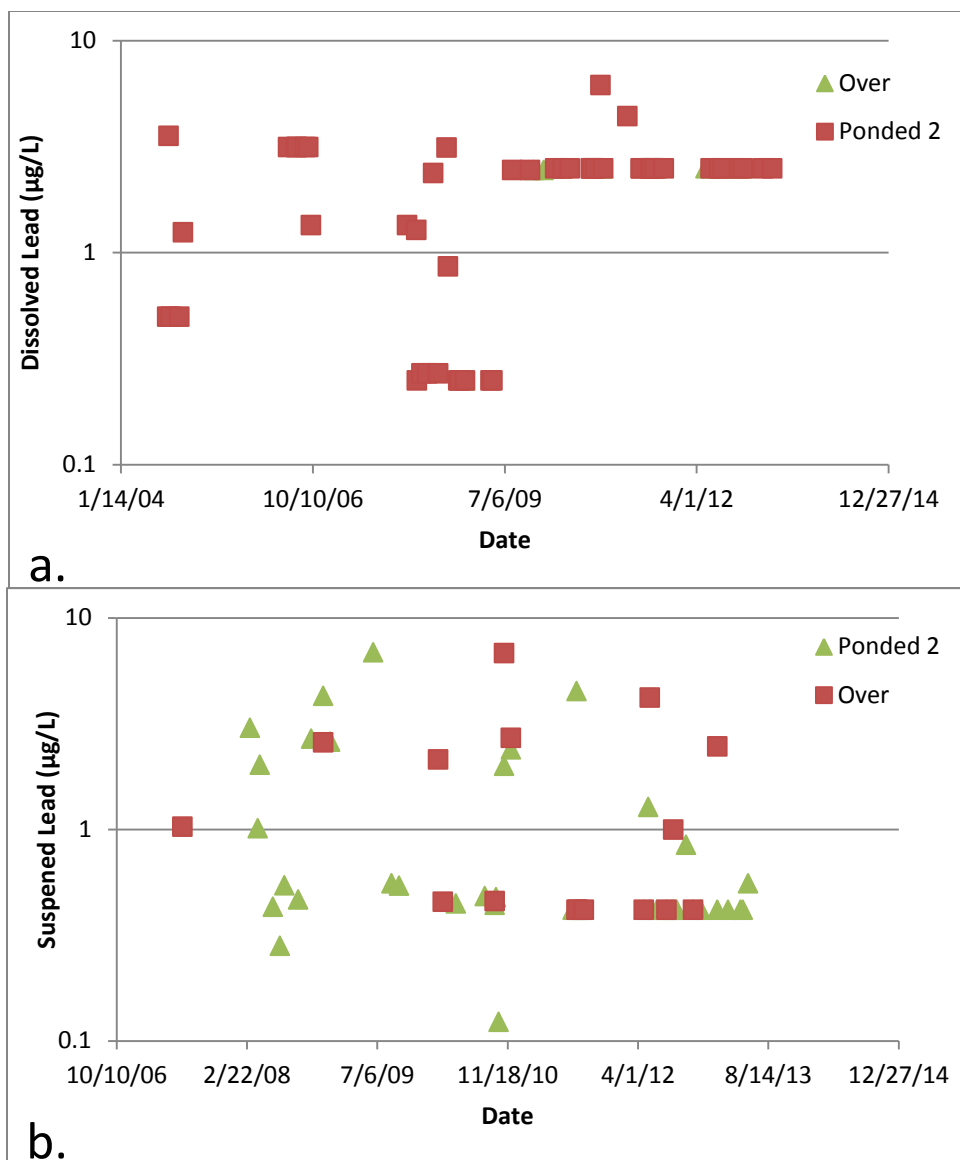 10
Over
Ponded 2
Dissolved Lead (µg/L)
1
0.1
1/14/04 10/10/06 7/6/09 4/1/12 12/27/14
Date
a.
10
Ponded 2
Over
Suspened Lead (µg/L)
1
0.1
10/10/06 2/22/08 7/6/09 11/18/10 4/1/12 8/14/13 12/27/14
Date
b.